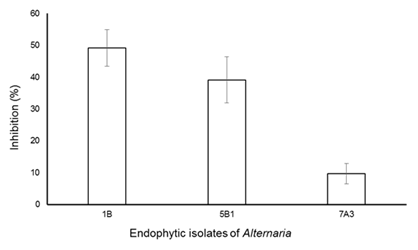 60
50
40
30
20
10
0
Inhibition (%)
1B 5B1 7A3
Endophytic isolates of Alternaria